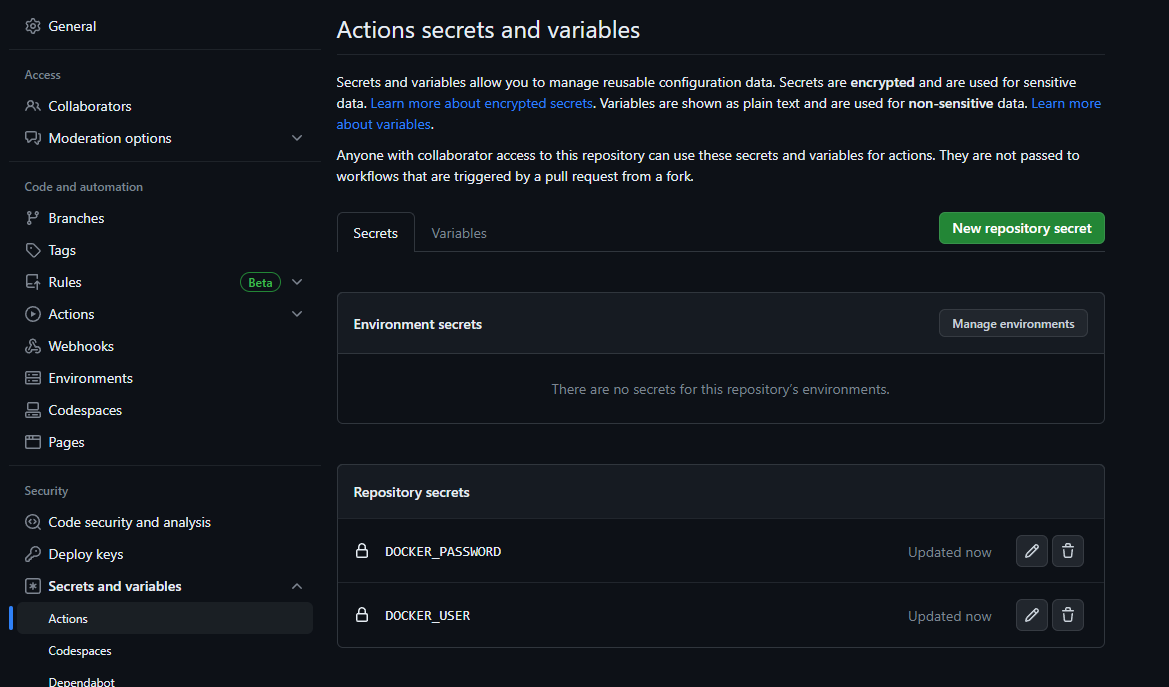 General
Access
Collaborators
Moderation options
Code and automation
Branches
Tags
Rules Beta
Actions
Webhooks
Environments
Codespaces
Pages
Security
Code security and analysis
Deploy keys
Secrets and variables
Actions
Codespaces
Dependabot
Actions secrets and variables
Secrets and variables allow you to manage reusable configuration data. Secrets are encrypted and are used for sensitive
data. Learn more about encrypted secrets. Variables are shown as plain text and are used for non-sensitive data. Learn more
about variables.
Anyone with collaborator access to this repository can use these secrets and variables for actions. They are not passed to
workflows that are triggered by a pull request from a fork.
Secrets Variables New repository secret
Environment secrets Manage environments
There are no secrets for this repository’s environments.
Repository secrets
DOCKER_PASSWORD Updated now
DOCKER_USER Updated now